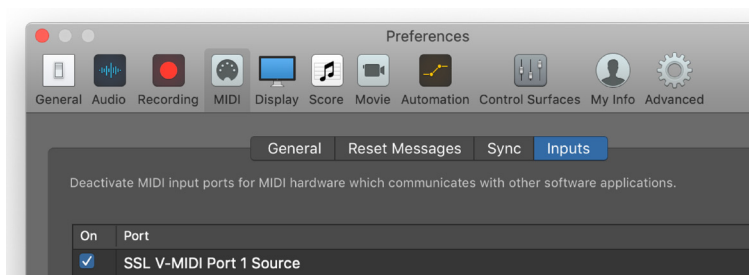 Preferences
General Audio Recording MIDI Display Score Movie Automation Control Surfaces My Info Advanced
General Reset Messages Sync Inputs
Deactivate MIDI input ports for MIDI hardware which communicates with other software applications.
On Port
SSL V-MIDI Port 1 Source